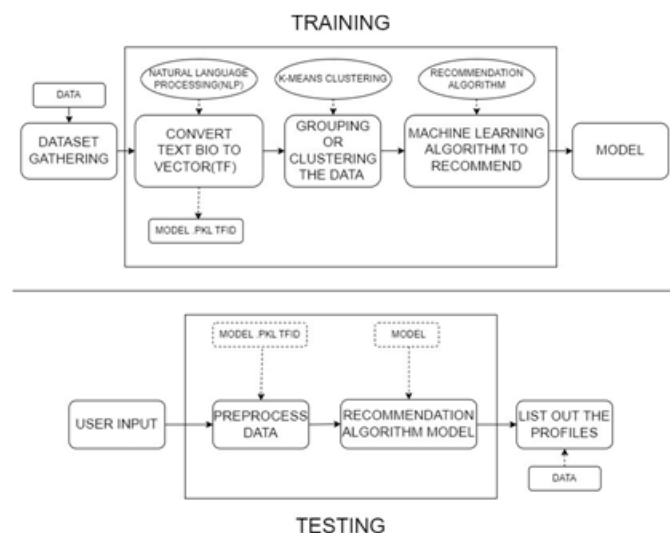 TRAINING
NATURAL LANGUAGE
PROCESSING(NLP)
K-MEANS CLUSTERING
RECOMMENDATION
ALGORITHM
DATA
DATASET
GATHERING
CONVERT
TEXT BIO TO
VECTOR(TF)
GROUPING
OR
CLUSTERING
THE DATA
MACHINE LEARNING
ALGORITHM TO
RECOMMEND
MODEL
MODEL .PKL TFID
MODEL .PKL TFID
MODEL
USER INPUT
PREPROCESS
DATA
RECOMMENDATION
ALGORITHM MODEL
LIST OUT THE
PROFILES
DATA
TESTING